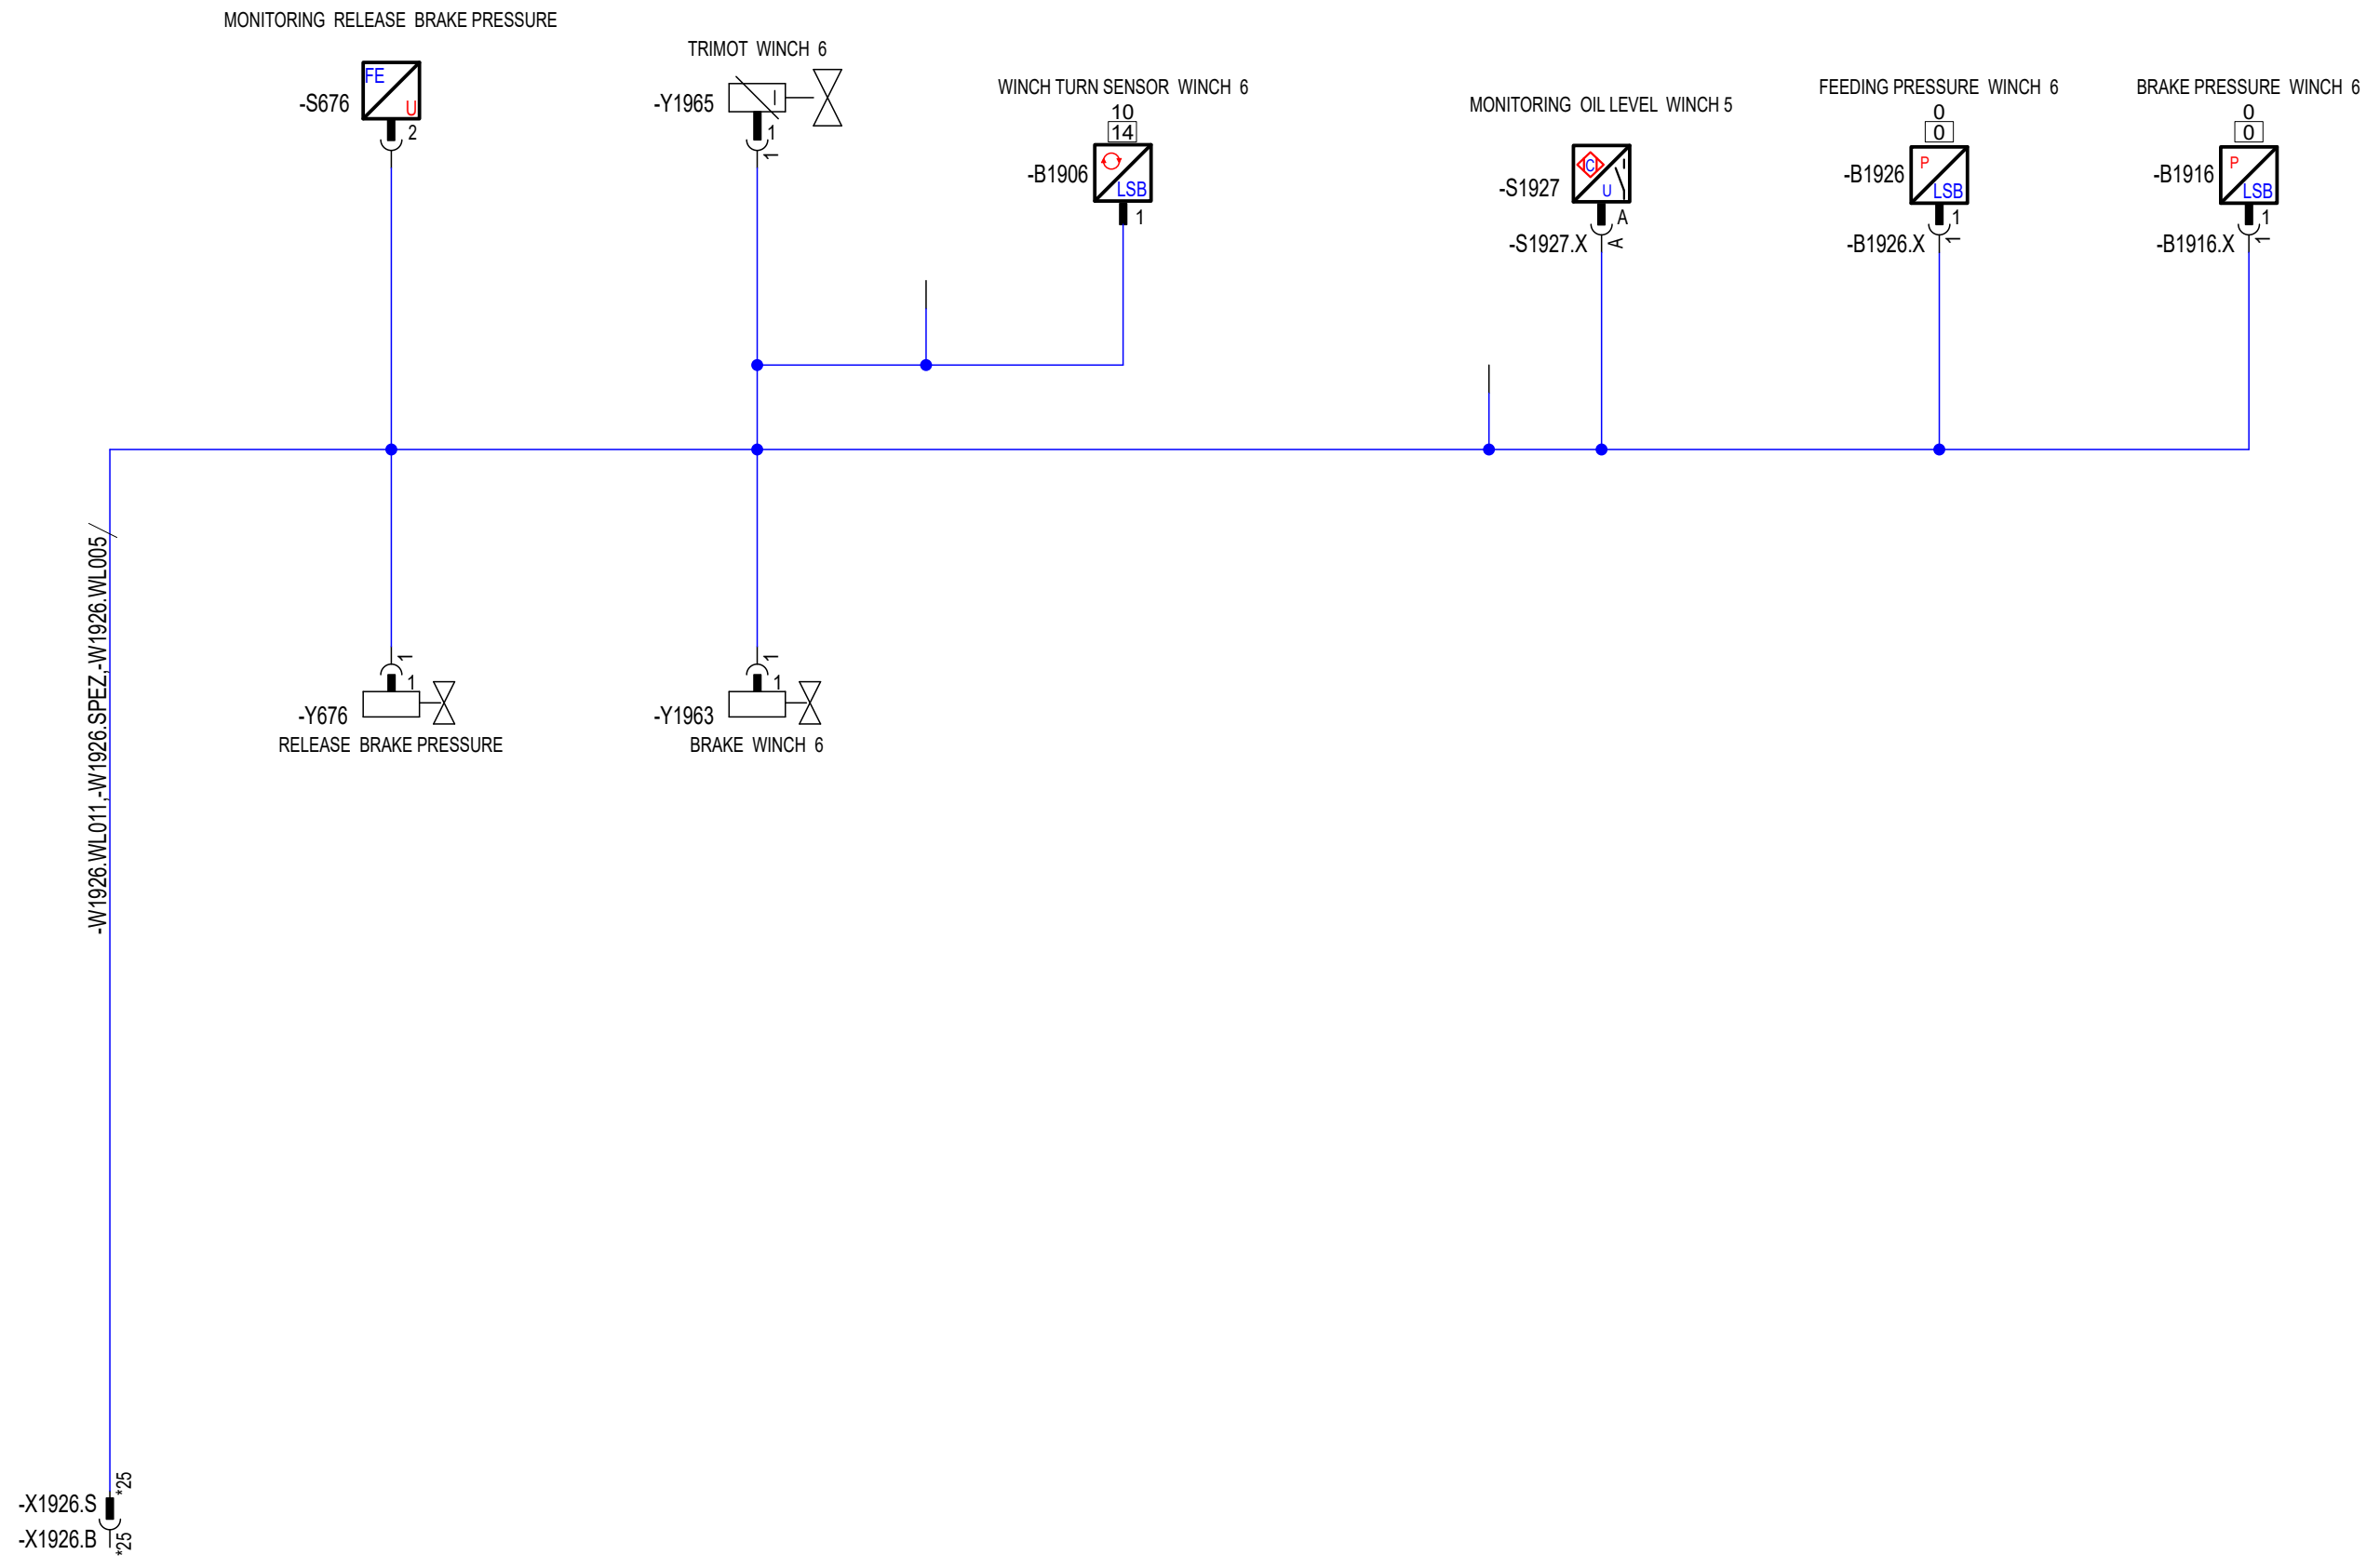 MONITORING RELEASE BRAKE PRESSURE
FE
U
-S676
2
TRIMOT WINCH 6
-Y1965
I
1
1
WINCH TURN SENSOR WINCH 6
10
14
-B1906
LSB
1
MONITORING OIL LEVEL WINCH 5
-S1927
C
U
A
-S1927.X
A
FEEDING PRESSURE WINCH 6
0
0
P
-B1926
LSB
1
-B1926.X
1
BRAKE PRESSURE WINCH 6
0
0
P
-B1916
LSB
1
-B1916.X
1
-W1926.WL011,-W1926.SPEZ,-W1926.WL005
1
1
-Y676
RELEASE BRAKE PRESSURE
1
1
-Y1963
BRAKE WINCH 6
*25
-X1926.S
-X1926.B
*25